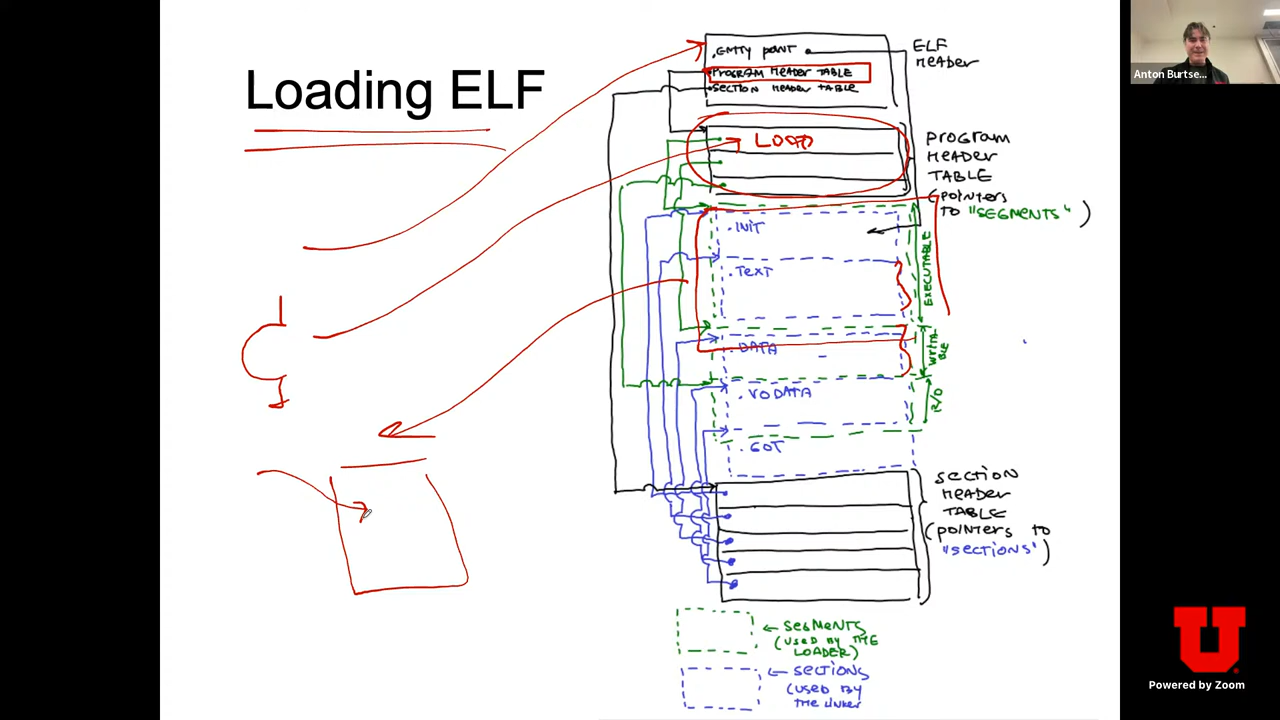 Loading ELF
.ENTRY POINT
PROGRAM HEADER TABLE
SECTION HEADER TABLE
ELF
HEADER
LOAD
PROGRAM
HEADER
TABLE
(POINTERS
TO "SEGMENTS")
.INIT
.TEXT
EXECUTABLE
.DATA
WRITABLE
.RODATA
R/O
.GOT
SECTION
HEADER
TABLE
(POINTERS TO
"SECTIONS")
← SEGMENTS
(USED BY THE
LOADER)
← SECTIONS
(USED BY
THE LINKER
Anton Burtse...
U
Powered by Zoom